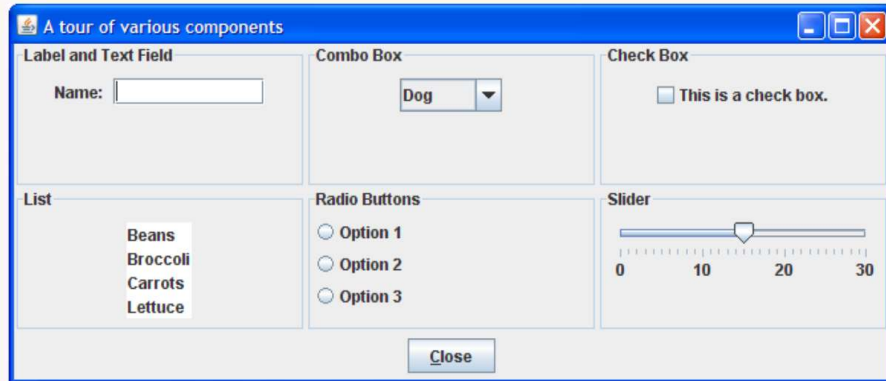 A tour of various components
Label and Text Field
Name:
Combo Box
Dog
Check Box
This is a check box.
List
Beans
Broccoli
Carrots
Lettuce
Radio Buttons
Option 1
Option 2
Option 3
Slider
0 10 20 30
Close